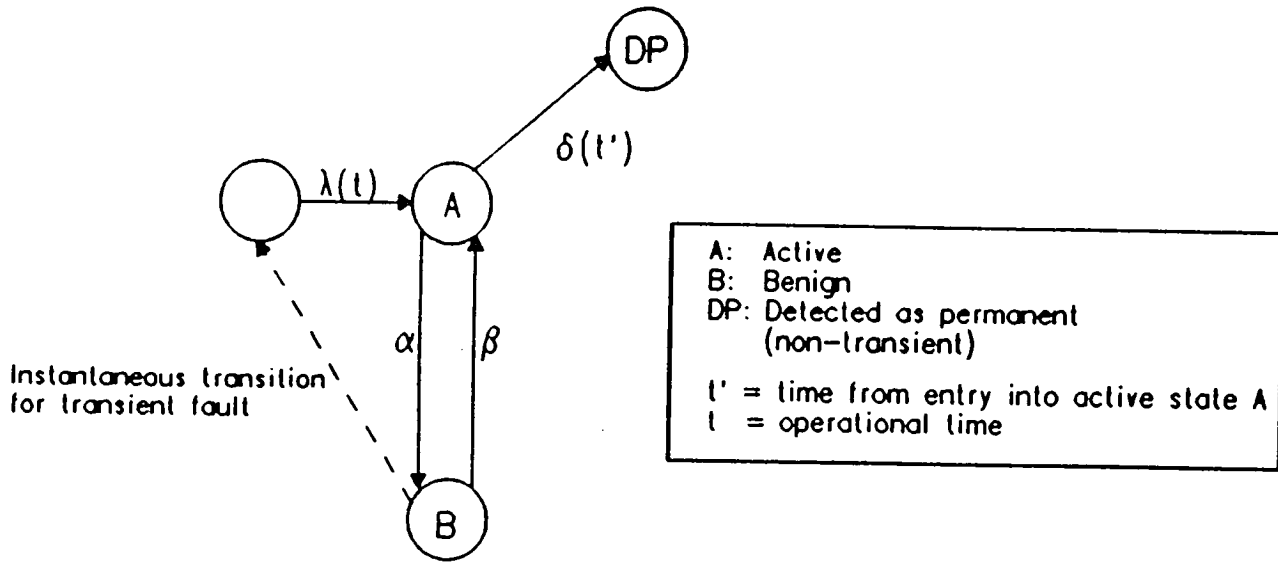 DP
δ(t')
λ(t)
A
α
β
B
Instantaneous transition
for transient fault
A: Active
B: Benign
DP: Detected as permanent
(non-transient)
t' = time from entry into active state A
t = operational time